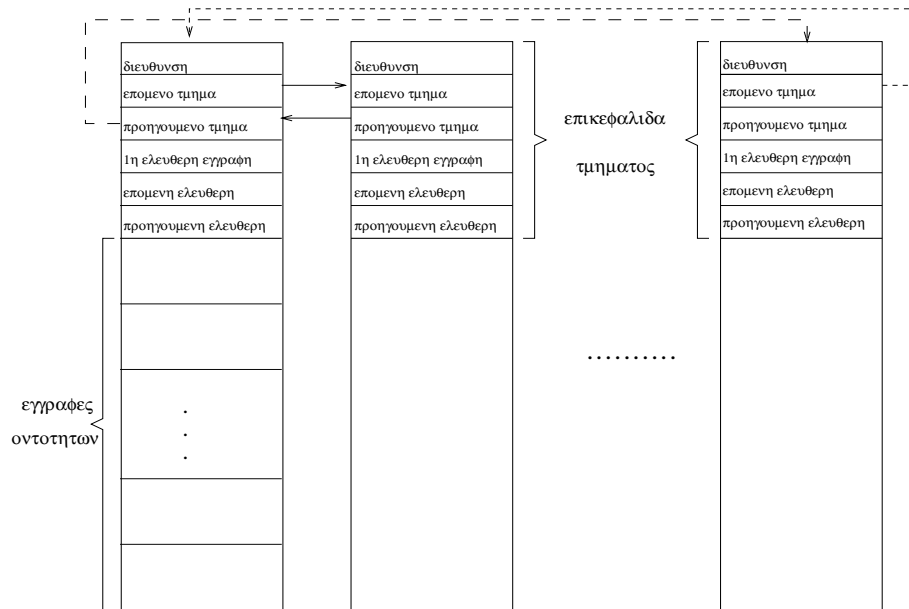 διευθυνση
επομενο τμημα
προηγουμενο τμημα
1η ελευθερη εγγραφη
επομενη ελευθερη
προηγουμενη ελευθερη
διευθυνση
επομενο τμημα
προηγουμενο τμημα
1η ελευθερη εγγραφη
επομενη ελευθερη
προηγουμενη ελευθερη
επικεφαλιδα
τμηματος
διευθυνση
επομενο τμημα
προηγουμενο τμημα
1η ελευθερη εγγραφη
επομενη ελευθερη
προηγουμενη ελευθερη
εγγραφες
οντοτητων